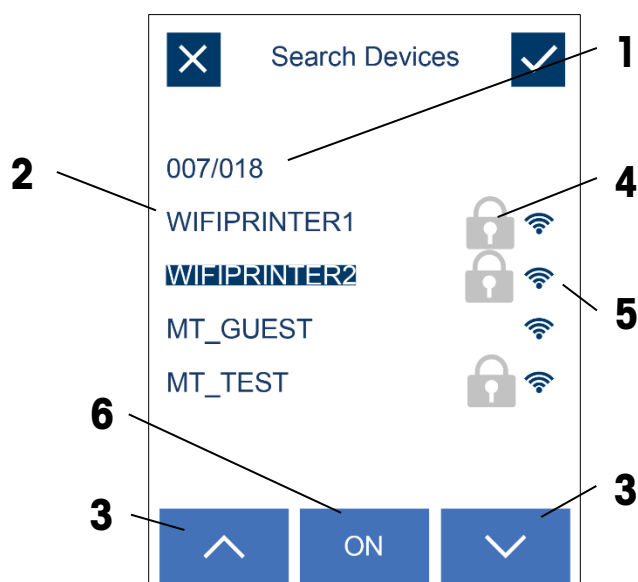 Search Devices
1
007/018
2
4
WIFIPRINTER1
WIFIPRINTER2
5
MT_GUEST
MT_TEST
6
3
3
ON